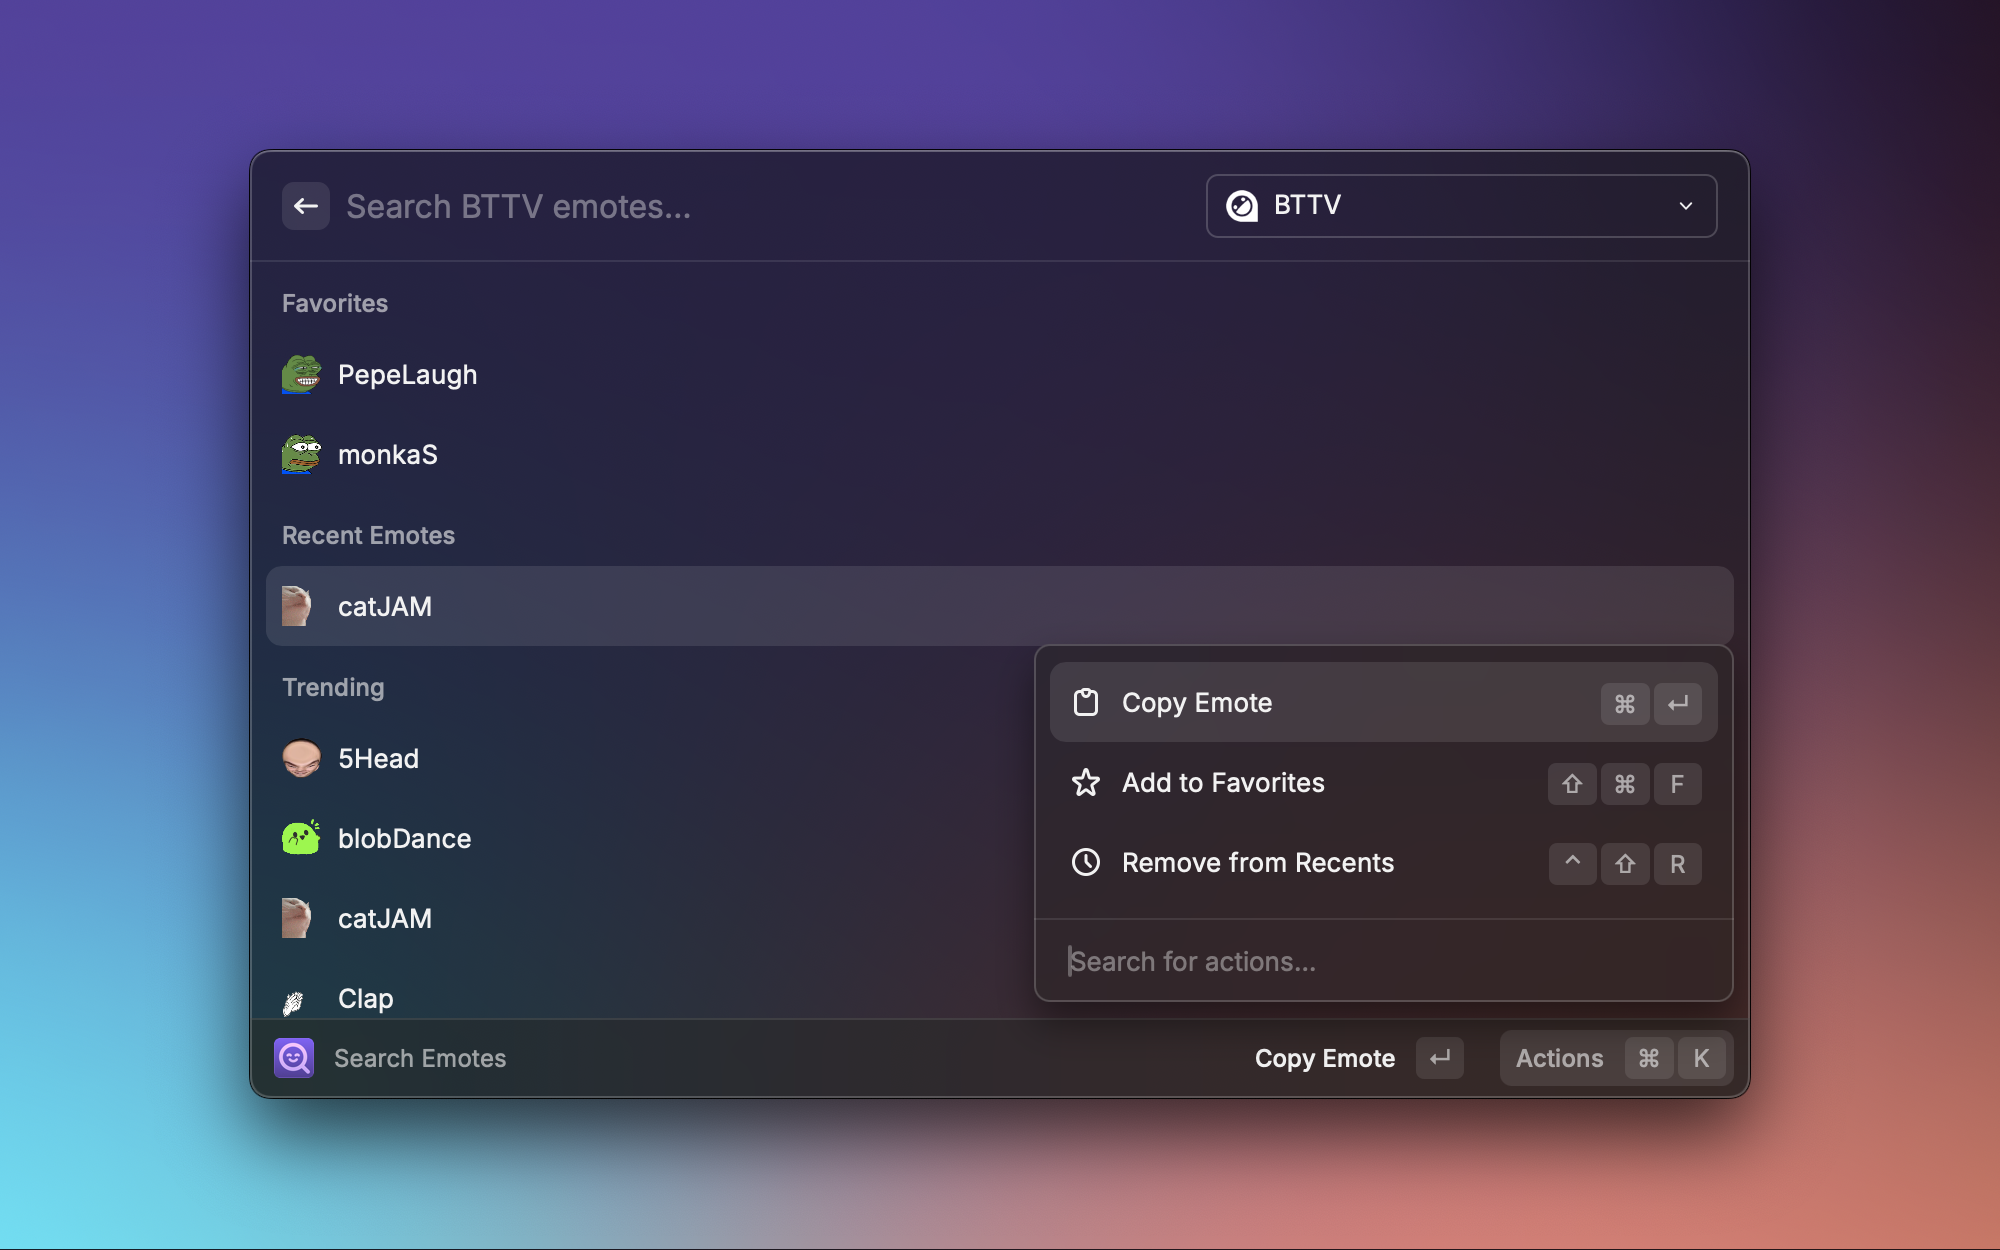 Search BTTV emotes...
BTTV
Favorites
PepeLaugh
monkaS
Recent Emotes
catJAM
Trending
5Head
blobDance
catJAM
Clap
Copy Emote ⌘ ↵
Add to Favorites ⇧ ⌘ F
Remove from Recents ^ ⇧ R
Search for actions...
Search Emotes
Copy Emote ↵
Actions ⌘ K